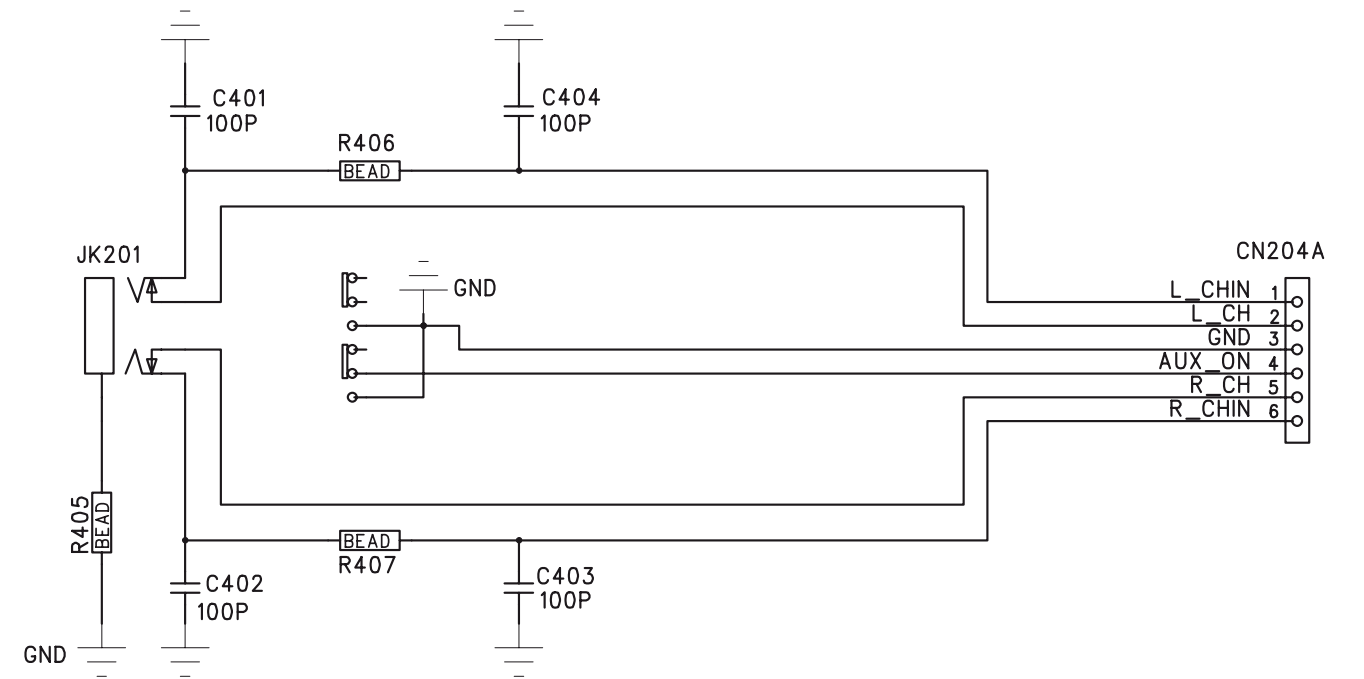 C401
100P
C404
100P
R406
BEAD
JK201
CN204A
GND
L_CHIN 1
L_CH 2
GND 3
AUX_ON 4
R_CH 5
R_CHIN 6
R405
BEAD
BEAD
R407
C402
100P
C403
100P
GND